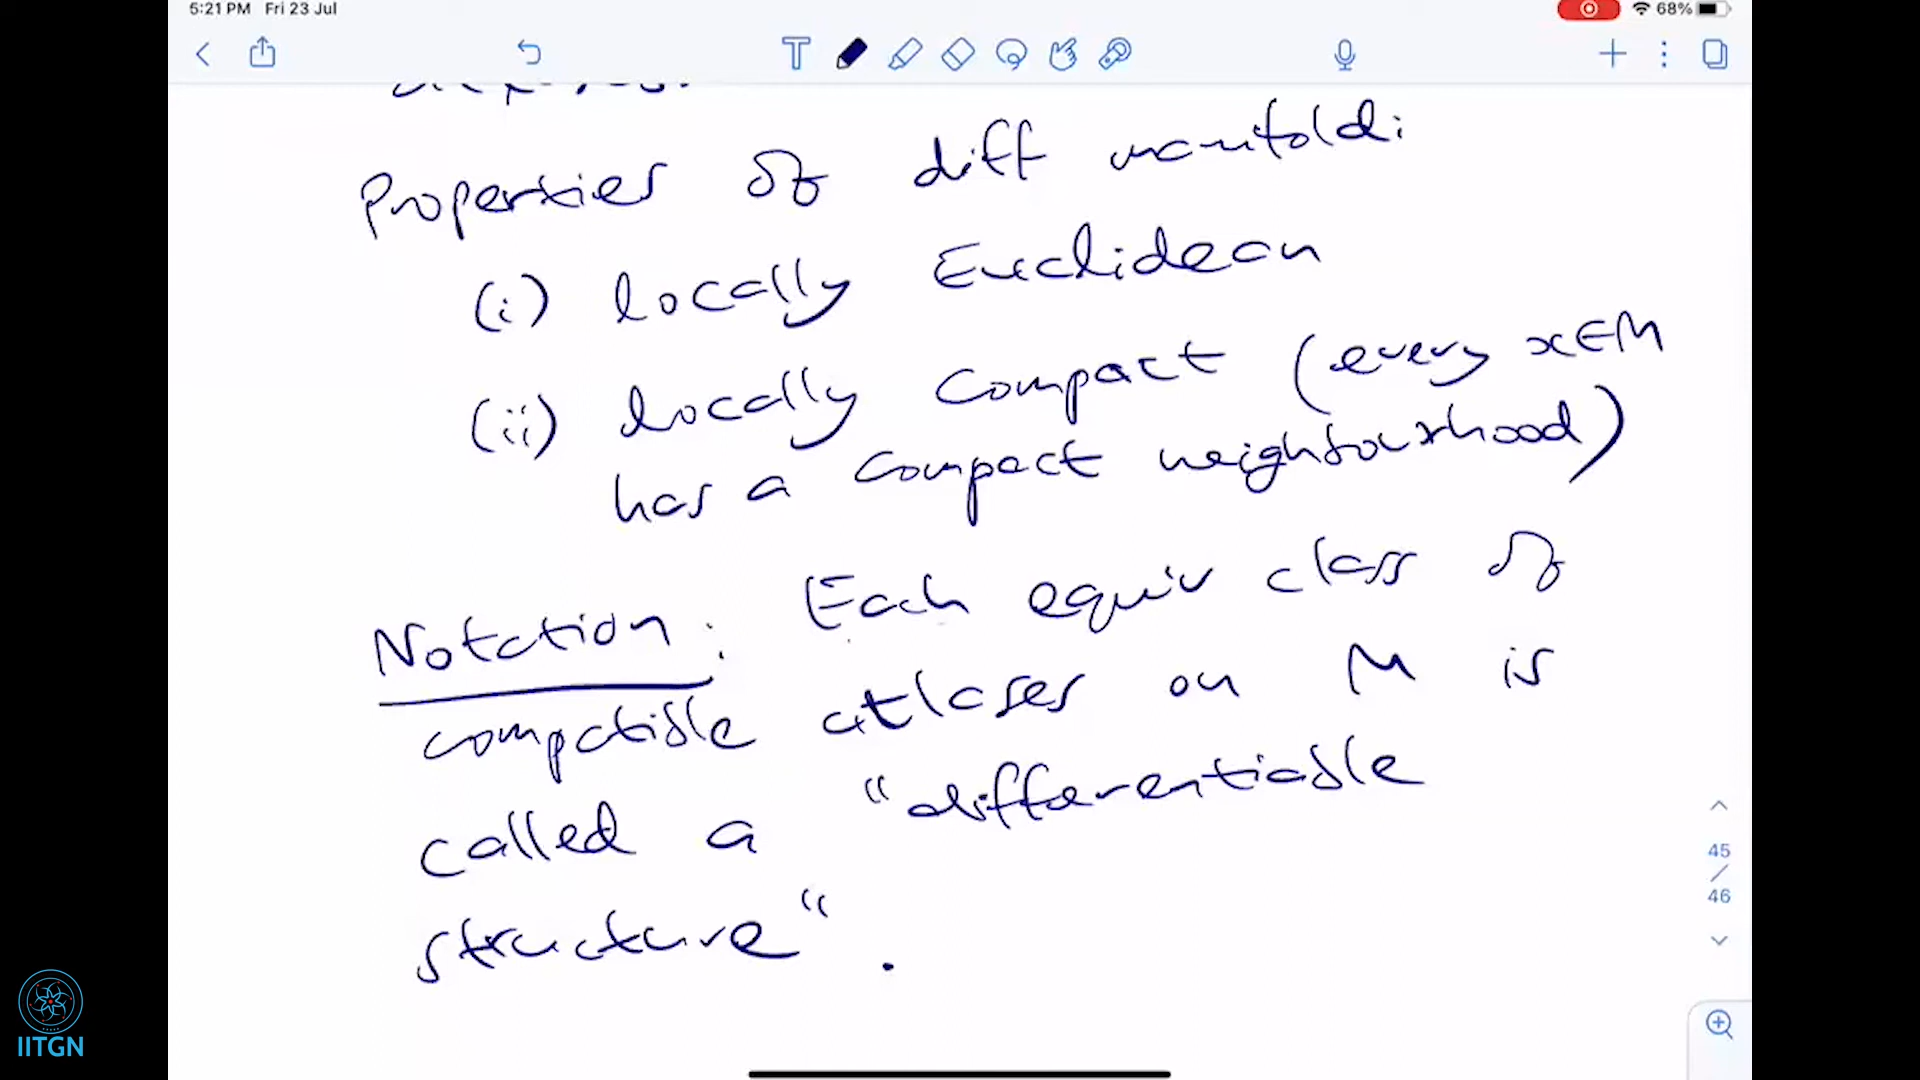 5:21 PM Fri 23 Jul
68%
Properties of diff manifold:
(i) locally Euclidean
(ii) locally compact (every x∈M
has a compact neighbourhood)
Notation: Each equiv class of
compatible atlases on M is
called a "differentiable
structure".
45
/
46
IITGN